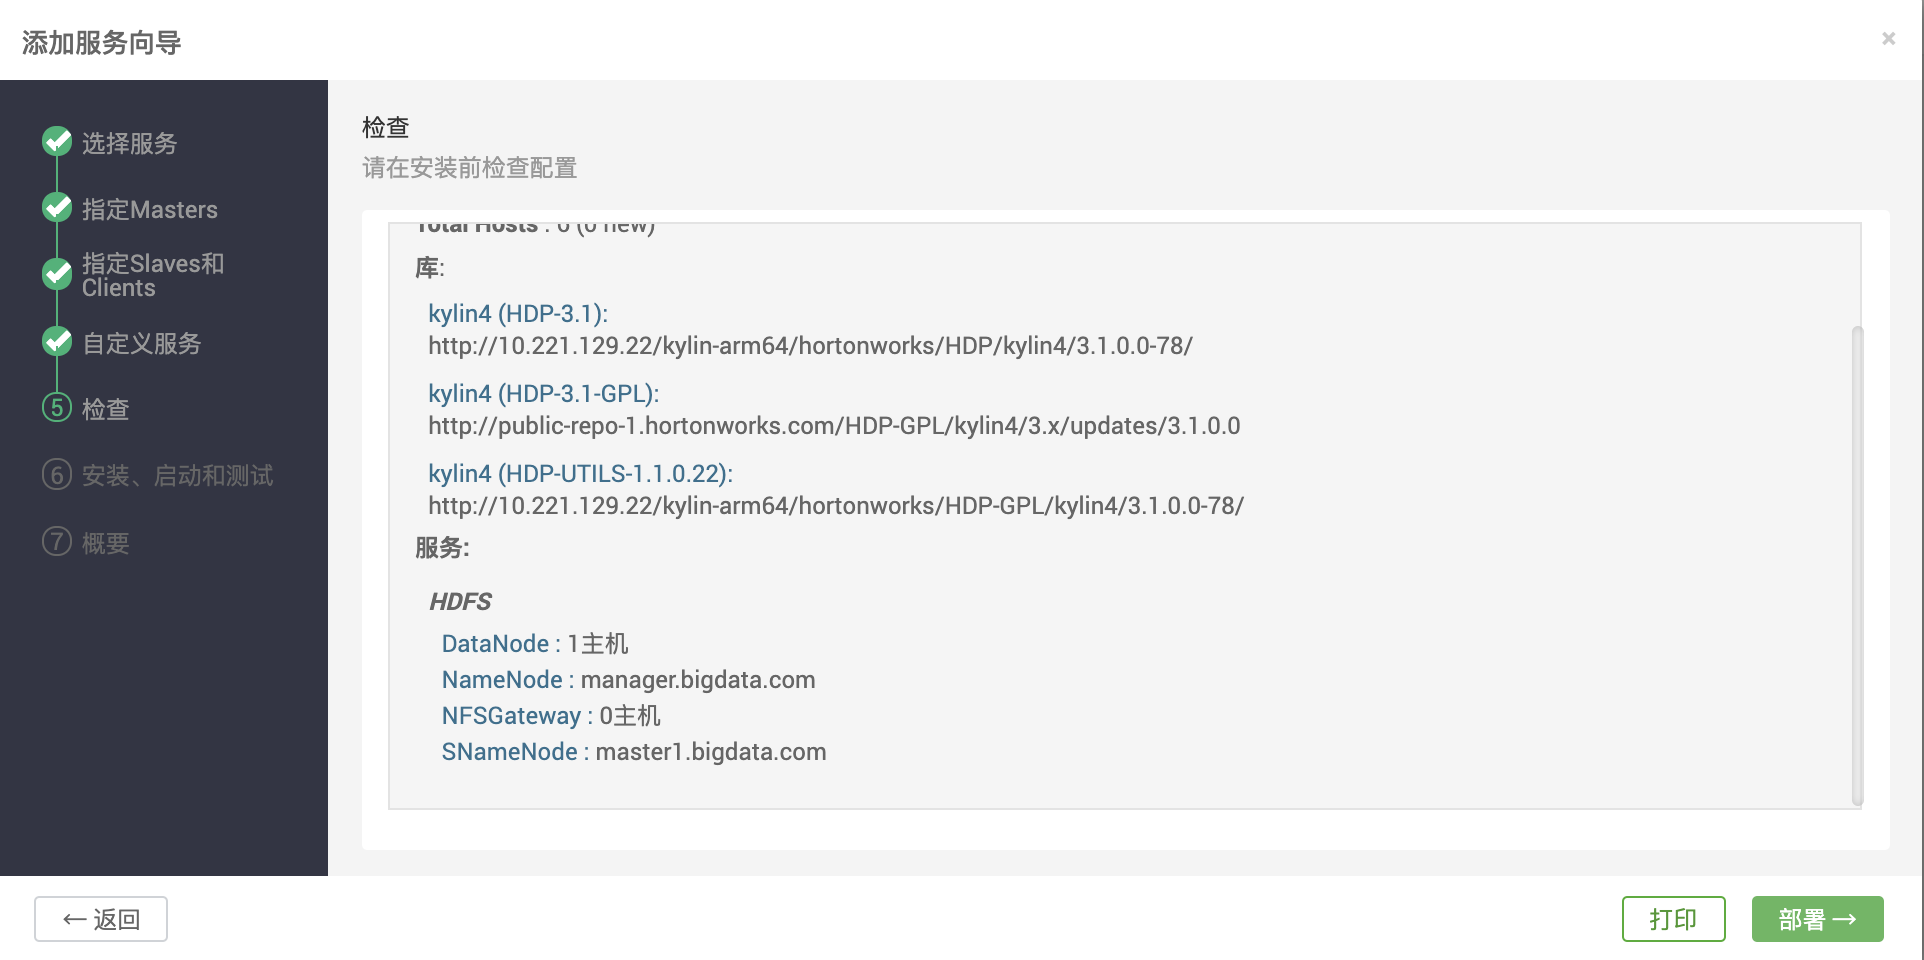 添加服务向导
×
选择服务
指定Masters
指定Slaves和
Clients
自定义服务
5 检查
6 安装、启动和测试
7 概要
检查
请在安装前检查配置
Total Hosts : 6 (0 new)
库:
kylin4 (HDP-3.1):
http://10.221.129.22/kylin-arm64/hortonworks/HDP/kylin4/3.1.0.0-78/
kylin4 (HDP-3.1-GPL):
http://public-repo-1.hortonworks.com/HDP-GPL/kylin4/3.x/updates/3.1.0.0
kylin4 (HDP-UTILS-1.1.0.22):
http://10.221.129.22/kylin-arm64/hortonworks/HDP-GPL/kylin4/3.1.0.0-78/
服务:
HDFS
DataNode : 1主机
NameNode : manager.bigdata.com
NFSGateway : 0主机
SNameNode : master1.bigdata.com
← 返回
打印
部署 →